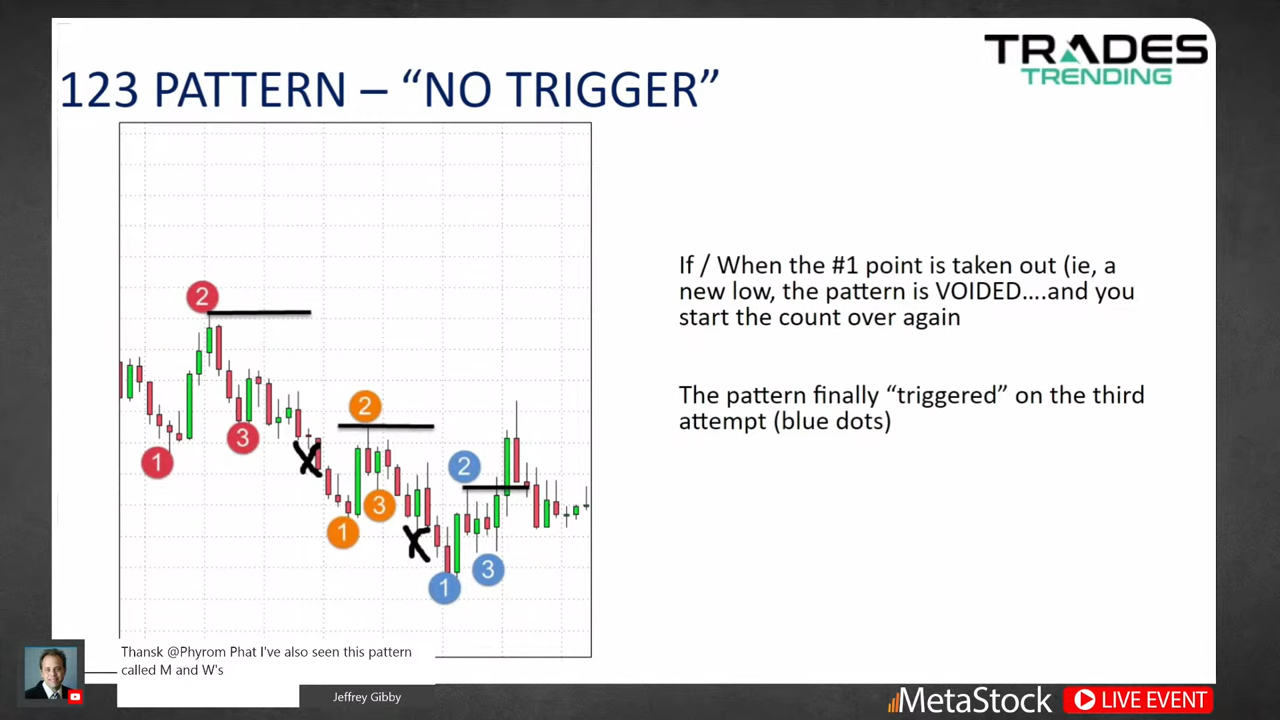 TRADES
TRENDING
123 PATTERN – “NO TRIGGER”
If / When the #1 point is taken out (ie, a
new low, the pattern is VOIDED....and you
start the count over again
The pattern finally “triggered” on the third
attempt (blue dots)
2
1
3
X
2
1
3
X
2
1
3
Thansk @Phyrom Phat I've also seen this pattern
called M and W's
Jeffrey Gibby
MetaStock
LIVE EVENT